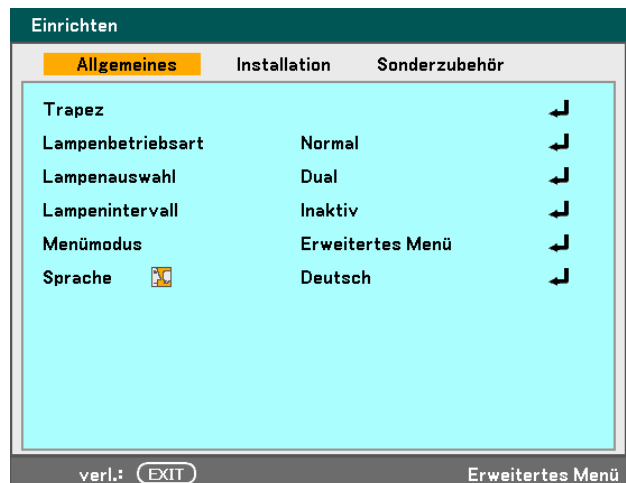 Einrichten
Allgemeines Installation Sonderzubehör
Trapez
Lampenbetriebsart Normal
Lampenauswahl Dual
Lampenintervall Inaktiv
Menümodus Erweitertes Menü
Sprache Deutsch
verl.: EXIT Erweitertes Menü